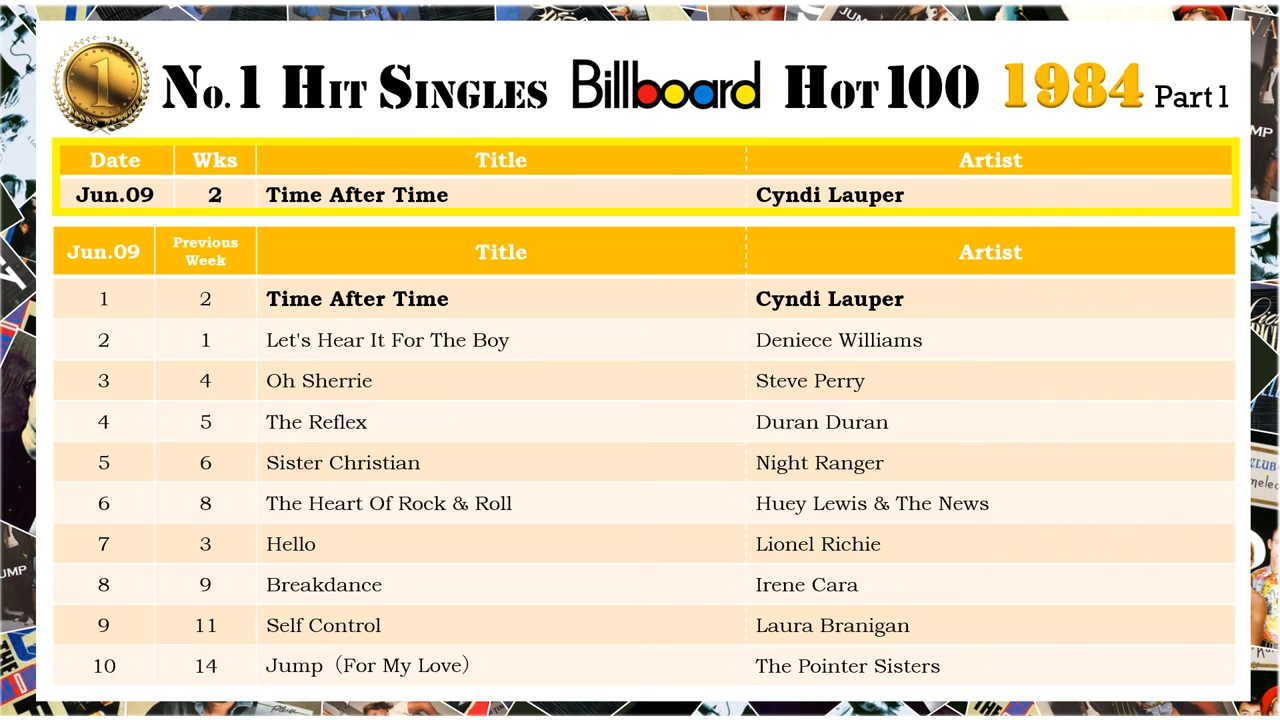 1 No. 1 Hit Singles Billboard Hot 100 1984 Part 1
Date Wks Title Artist
Jun.09 2 Time After Time Cyndi Lauper
Jun.09 Previous Week Title Artist
1 2 Time After Time Cyndi Lauper
2 1 Let's Hear It For The Boy Deniece Williams
3 4 Oh Sherrie Steve Perry
4 5 The Reflex Duran Duran
5 6 Sister Christian Night Ranger
6 8 The Heart Of Rock & Roll Huey Lewis & The News
7 3 Hello Lionel Richie
8 9 Breakdance Irene Cara
9 11 Self Control Laura Branigan
10 14 Jump（For My Love） The Pointer Sisters